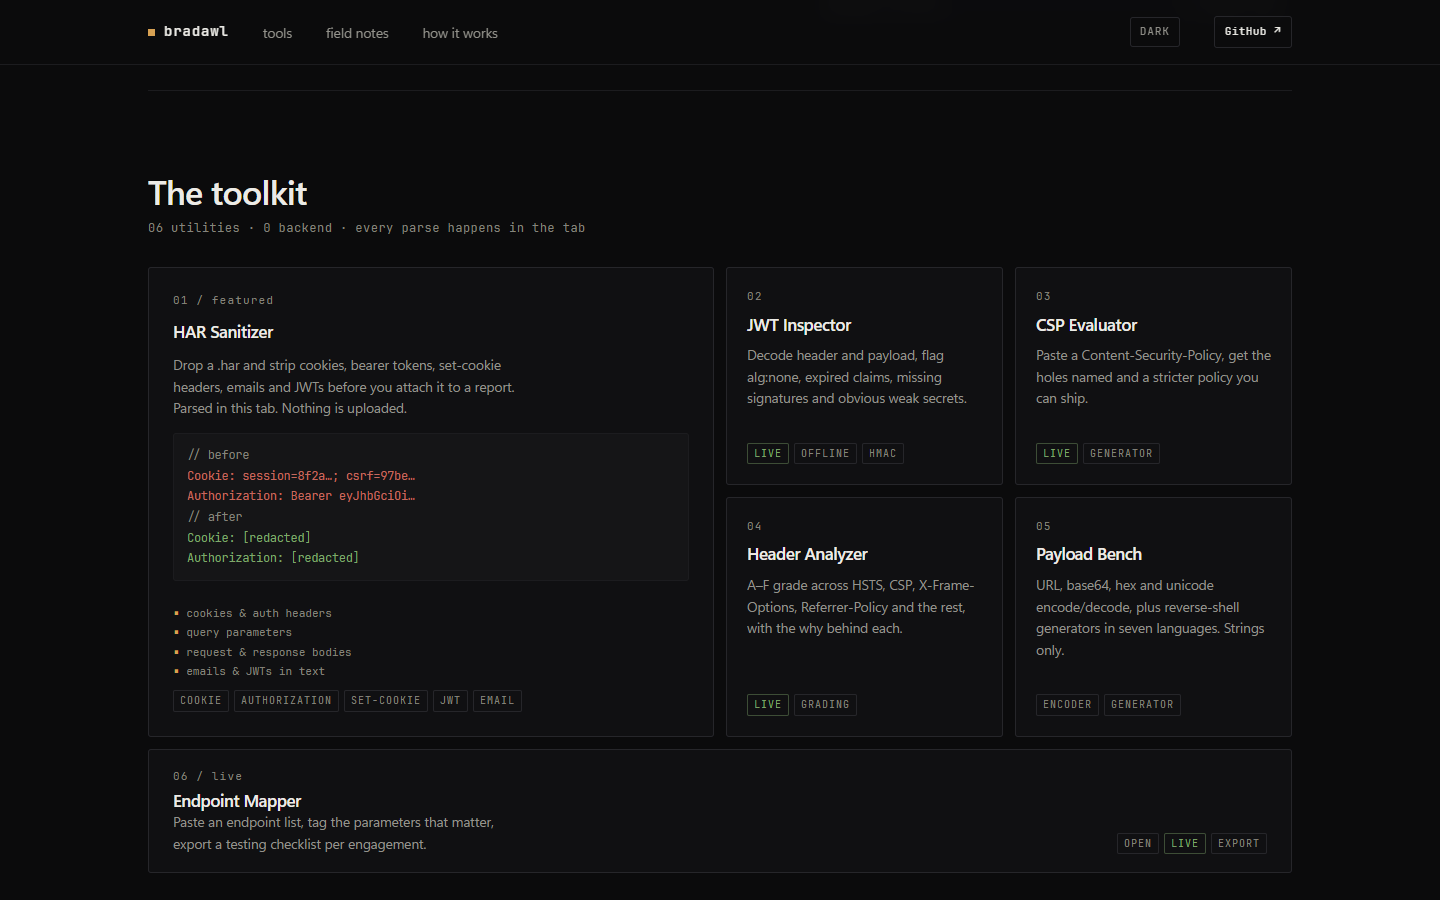 bradawl
tools
field notes
how it works
DARK
GitHub ↗
The toolkit
06 utilities · 0 backend · every parse happens in the tab
01 / featured
HAR Sanitizer
Drop a .har and strip cookies, bearer tokens, set-cookie
headers, emails and JWTs before you attach it to a report.
Parsed in this tab. Nothing is uploaded.
// before
Cookie: session=8f2a…; csrf=97be…
Authorization: Bearer eyJhbGciOi…
// after
Cookie: [redacted]
Authorization: [redacted]
cookies & auth headers
query parameters
request & response bodies
emails & JWTs in text
COOKIE
AUTHORIZATION
SET-COOKIE
JWT
EMAIL
02
JWT Inspector
Decode header and payload, flag
alg:none, expired claims, missing
signatures and obvious weak secrets.
LIVE
OFFLINE
HMAC
03
CSP Evaluator
Paste a Content-Security-Policy, get the
holes named and a stricter policy you
can ship.
LIVE
GENERATOR
04
Header Analyzer
A–F grade across HSTS, CSP, X-Frame-
Options, Referrer-Policy and the rest,
with the why behind each.
LIVE
GRADING
05
Payload Bench
URL, base64, hex and unicode
encode/decode, plus reverse-shell
generators in seven languages. Strings
only.
ENCODER
GENERATOR
06 / live
Endpoint Mapper
Paste an endpoint list, tag the parameters that matter,
export a testing checklist per engagement.
OPEN
LIVE
EXPORT